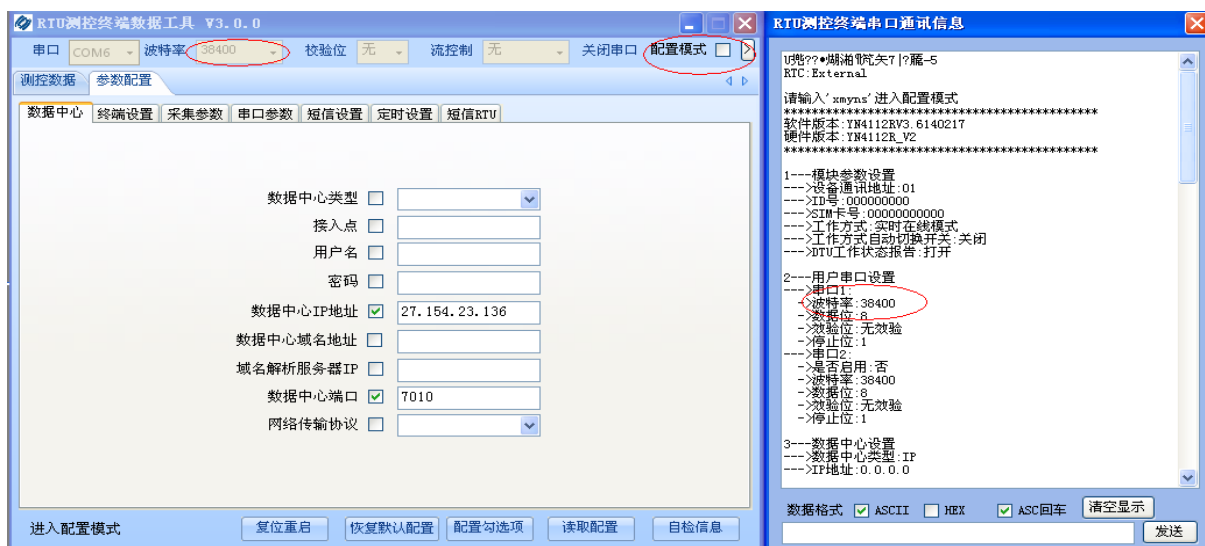 RTU测控终端数据工具 V3.0.0
串口 COM6 波特率 38400 校验位 无 流控制 无 关闭串口 配置模式
测控数据 参数配置
数据中心 终端设置 采集参数 串口参数 短信设置 定时设置 短信RTU
数据中心类型
接入点
用户名
密码
数据中心IP地址 27.154.23.136
数据中心域名地址
域名解析服务器IP
数据中心端口 7010
网络传输协议
进入配置模式 复位重启 恢复默认配置 配置勾选项 读取配置 自检信息
RTU测控终端串口通讯信息
RTC:External
请输入'xmyns'进入配置模式
*********************************************
软件版本:YN4112RV3.6140217
硬件版本:YN4112R_V2
*********************************************
1---模块参数设置
--->设备通讯地址:01
--->ID号:000000000
--->SIM卡号:00000000000
--->工作方式:实时在线模式
--->工作方式自动切换开关:关闭
--->DTU工作状态报告:打开
2---用户串口设置
--->串口1:
->波特率:38400
->数据位:8
->效验位:无效验
->停止位:1
--->串口2:
->是否启用:否
->波特率:38400
->数据位:8
->效验位:无效验
->停止位:1
3---数据中心设置
--->数据中心类型:IP
--->IP地址:0.0.0.0
数据格式 ASCII HEX ASC回车 清空显示
发送